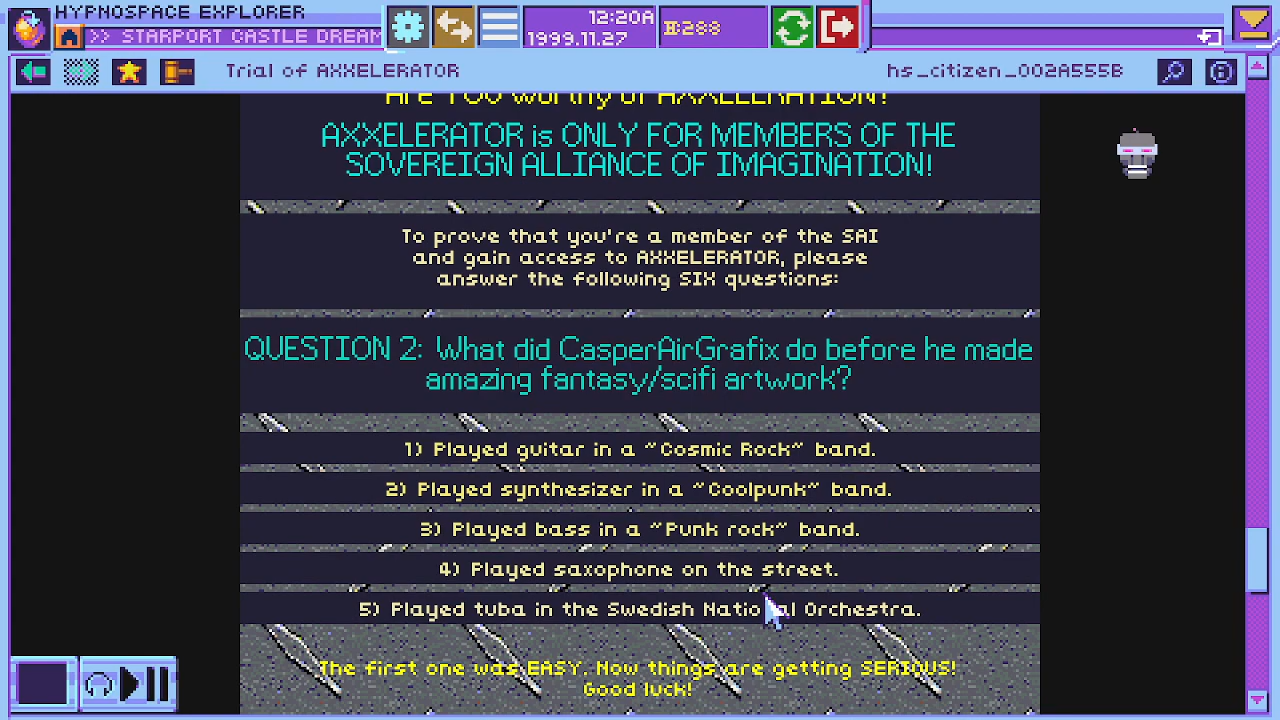 HYPNOSPACE EXPLORER
>> STARPORT CASTLE DREAM
12:20A
1999.11.27
Trial of AXXELERATOR
hs_citizen_002A555B
Are YOU worthy of AXXELERATION!
AXXELERATOR is ONLY FOR MEMBERS OF THE
SOVEREIGN ALLIANCE OF IMAGINATION!
To prove that you're a member of the SAI
and gain access to AXXELERATOR, please
answer the following SIX questions:
QUESTION 2: What did CasperAirGrafix do before he made
amazing fantasy/scifi artwork?
1) Played guitar in a "Cosmic Rock" band.
2) Played synthesizer in a "Coolpunk" band.
3) Played bass in a "Punk rock" band.
4) Played saxophone on the street.
5) Played tuba in the Swedish National Orchestra.
The first one was EASY. Now things are getting SERIOUS!
Good luck!